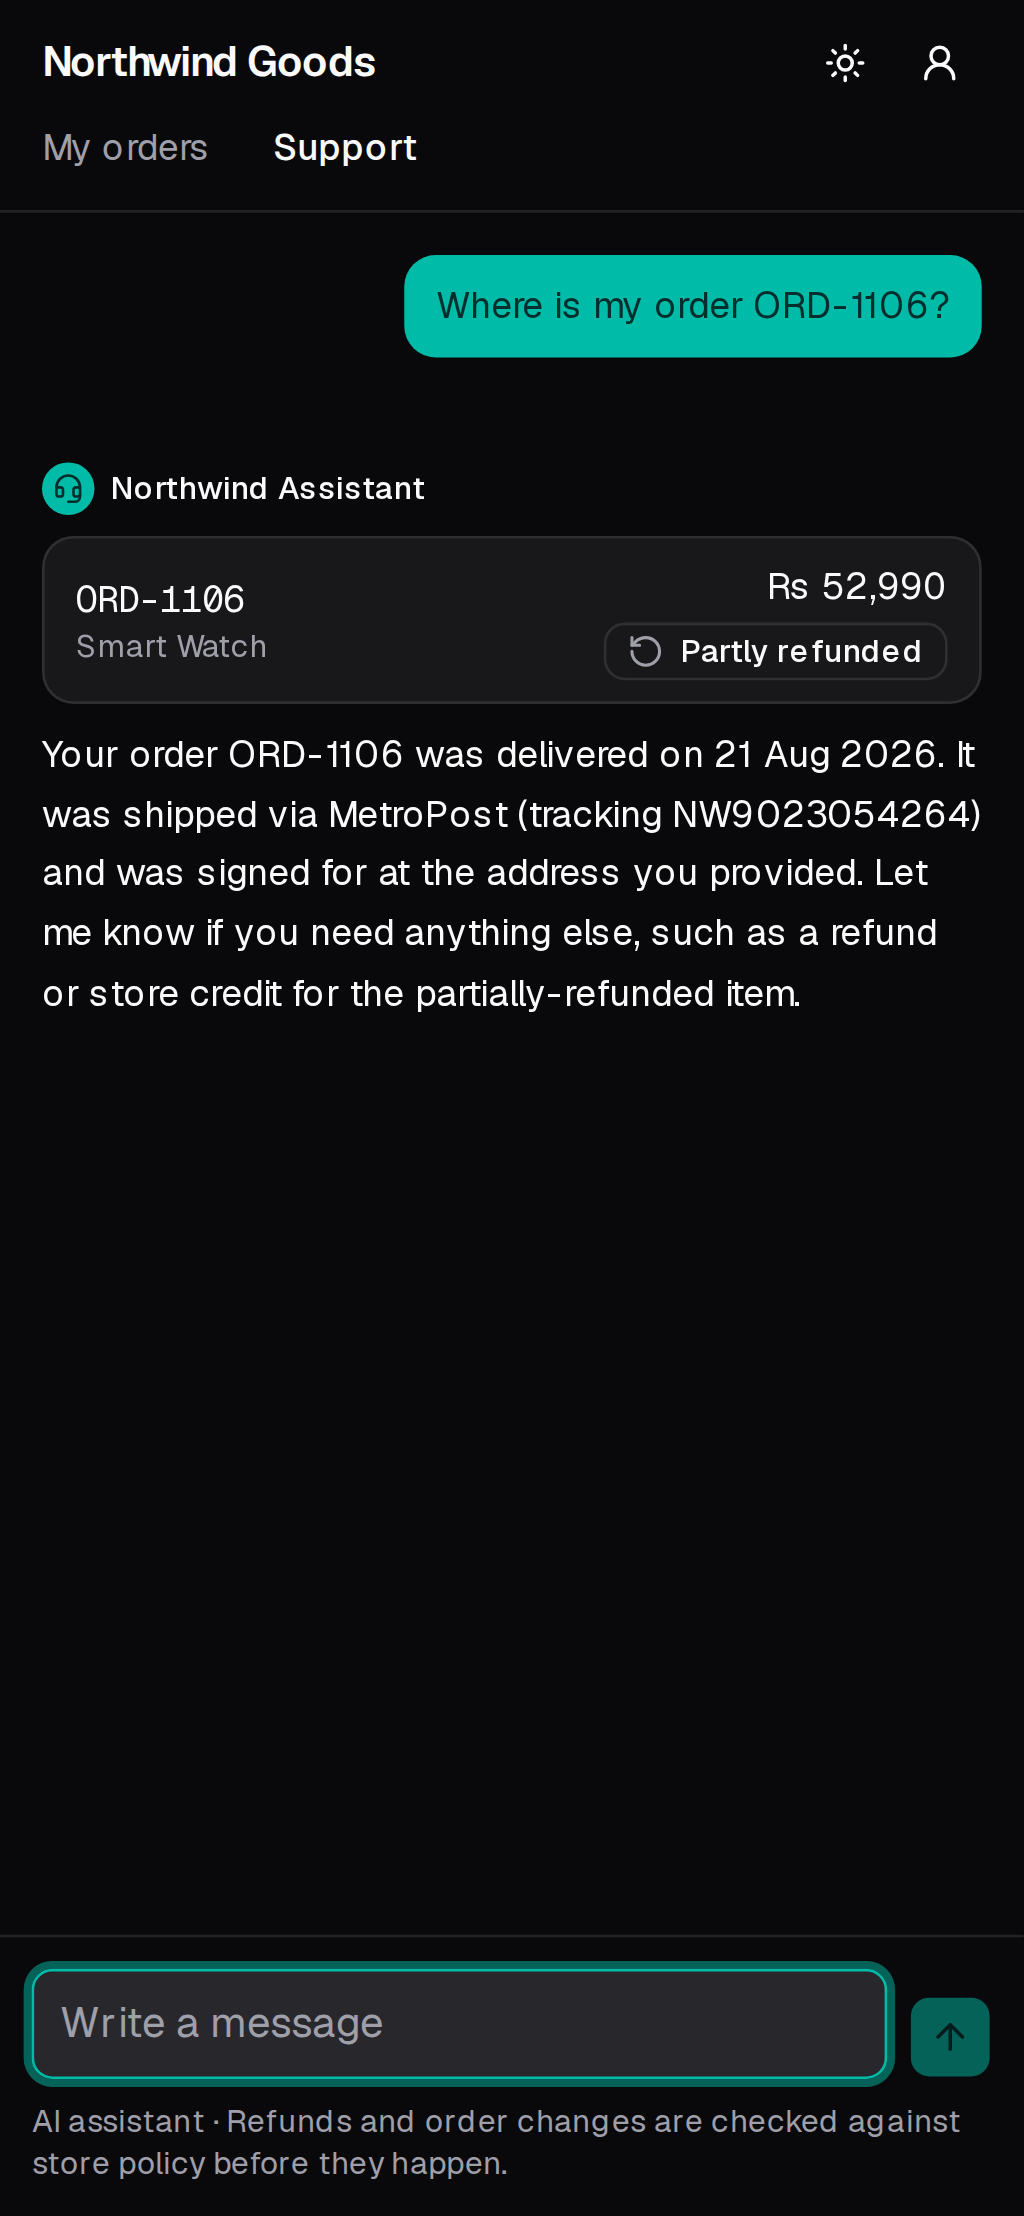 Northwind Goods
My orders Support
Where is my order ORD-1106?
Northwind Assistant
ORD-1106
Smart Watch
Rs 52,990
Partly refunded
Your order ORD-1106 was delivered on 21 Aug 2026. It
was shipped via MetroPost (tracking NW9023054264)
and was signed for at the address you provided. Let
me know if you need anything else, such as a refund
or store credit for the partially-refunded item.
Write a message
AI assistant · Refunds and order changes are checked against
store policy before they happen.